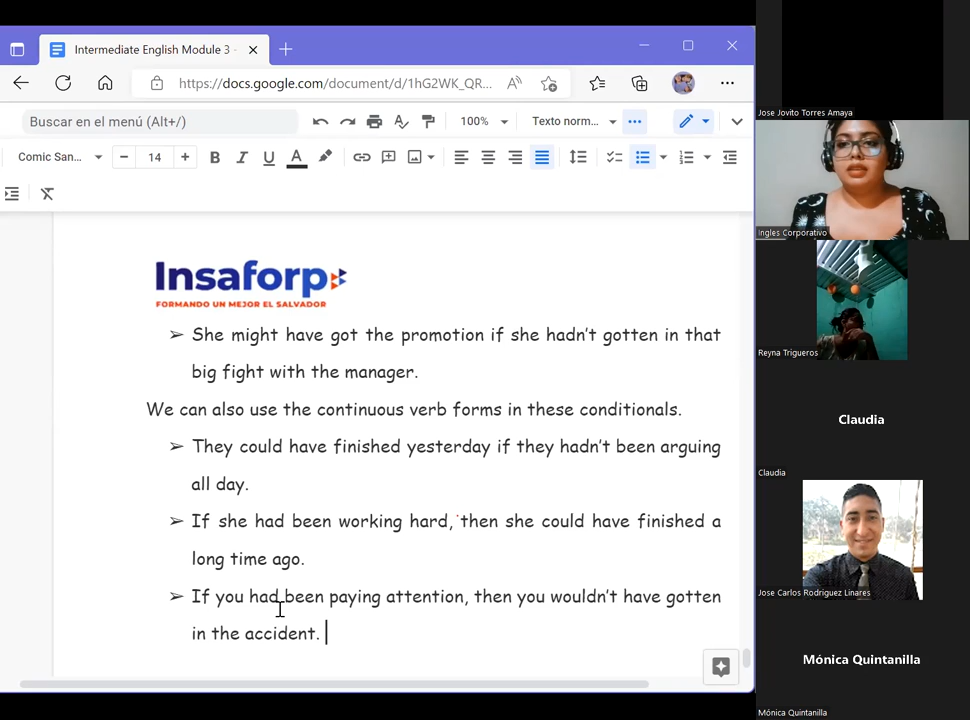 Intermediate English Module 3 -
https://docs.google.com/document/d/1hG2WK_QR...
Buscar en el menú (Alt+/)
100%
Texto norm...
Comic San...
14
Insaforp
FORMANDO UN MEJOR EL SALVADOR
➢ She might have got the promotion if she hadn't gotten in that
big fight with the manager.
We can also use the continuous verb forms in these conditionals.
➢ They could have finished yesterday if they hadn't been arguing
all day.
➢ If she had been working hard, then she could have finished a
long time ago.
➢ If you had been paying attention, then you wouldn't have gotten
in the accident.
Jose Jovito Torres Amaya
Ingles Corporativo
Reyna Trigueros
Claudia
Claudia
Jose Carlos Rodriguez Linares
Mónica Quintanilla
Mónica Quintanilla